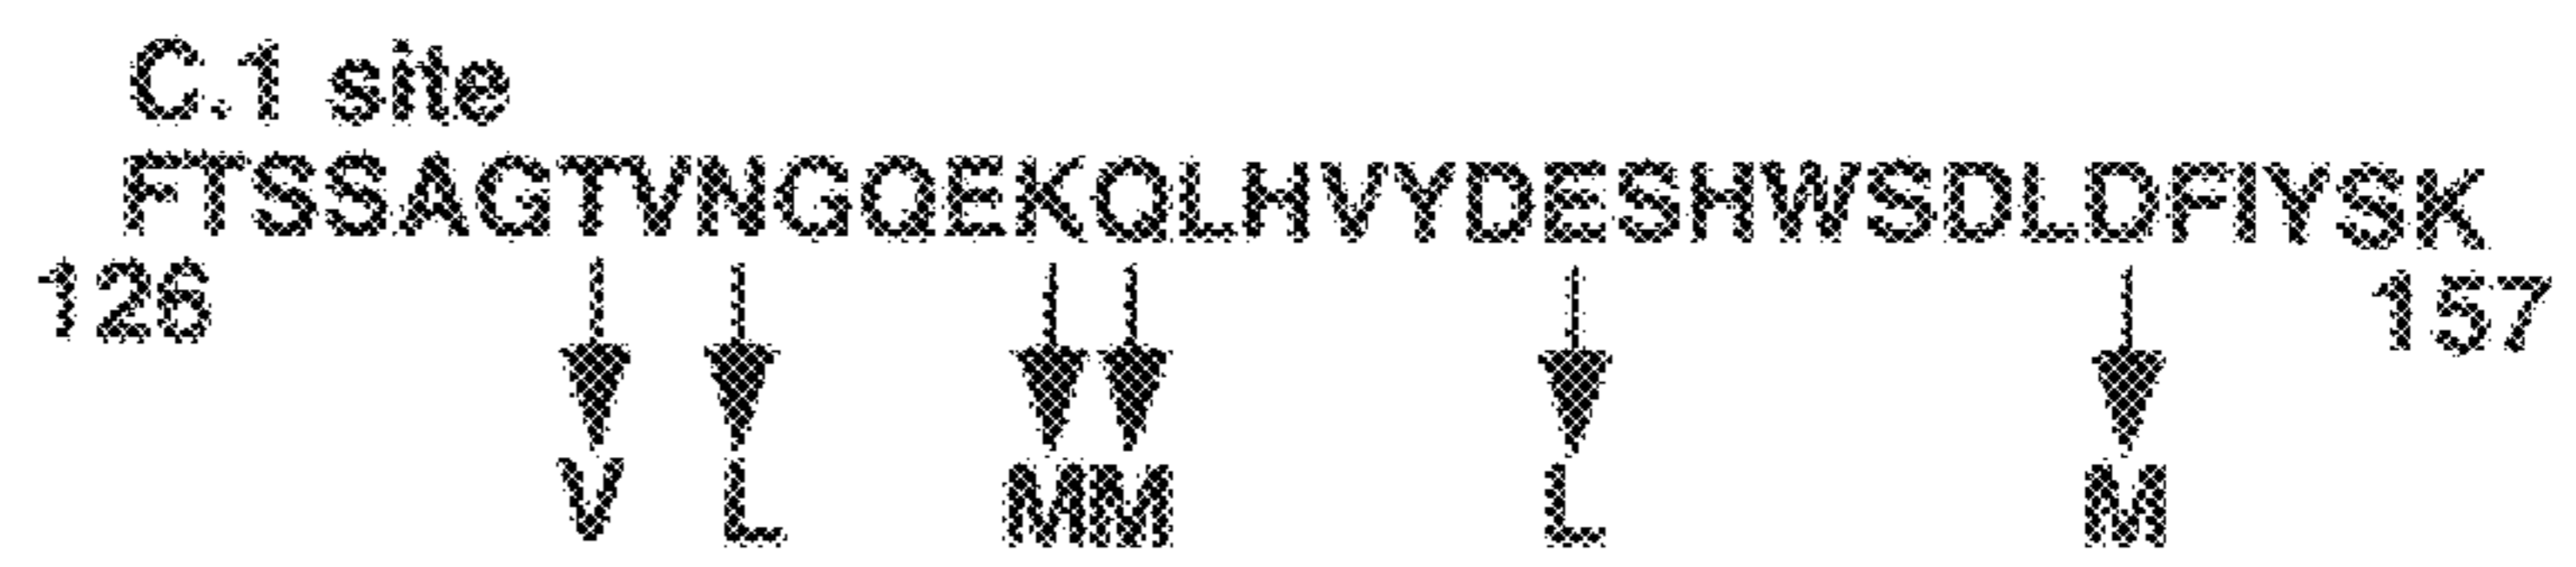 C.1 site
FTSSAGTVNGQEKQLHVYDESHWSDLDFIYSK
126 157
V L MM L M